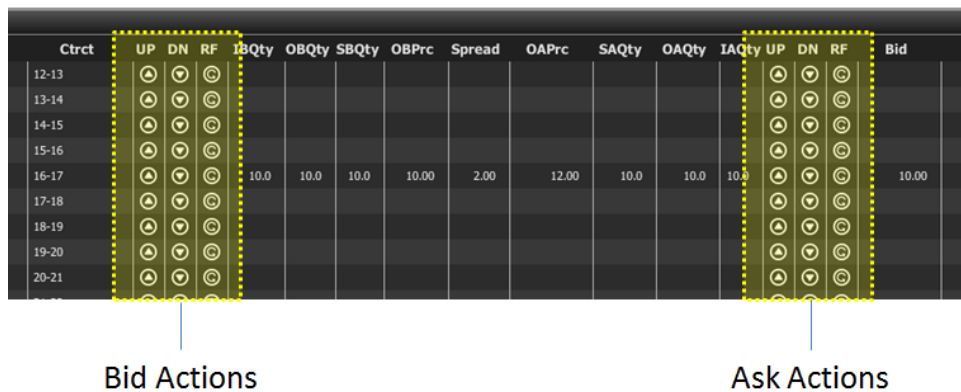 Ctrct UP DN RF IBQty OBQty SBQty OBPrc Spread OAPrc SAQty OAQty IAQty UP DN RF Bid
12-13
13-14
14-15
15-16
16-17 10.0 10.0 10.0 10.00 2.00 12.00 10.0 10.0 10.0 10.00
17-18
18-19
19-20
20-21
Bid Actions Ask Actions